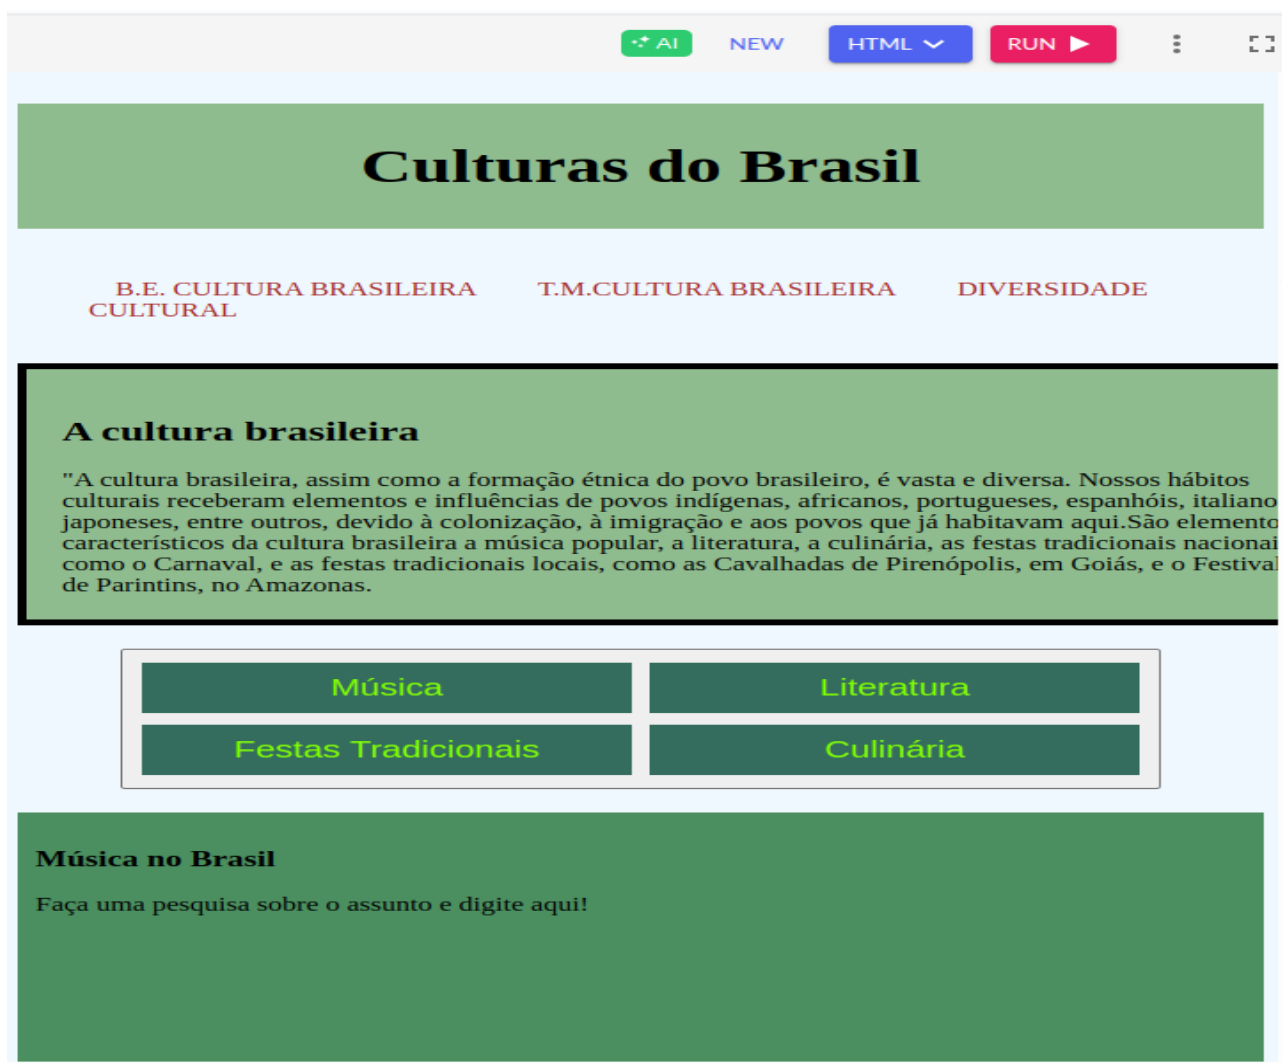 AI NEW HTML RUN
Culturas do Brasil
B.E. CULTURA BRASILEIRA T.M.CULTURA BRASILEIRA DIVERSIDADE
CULTURAL
A cultura brasileira
"A cultura brasileira, assim como a formação étnica do povo brasileiro, é vasta e diversa. Nossos hábitos
culturais receberam elementos e influências de povos indígenas, africanos, portugueses, espanhóis, italiano
japoneses, entre outros, devido à colonização, à imigração e aos povos que já habitavam aqui.São elemento
característicos da cultura brasileira a música popular, a literatura, a culinária, as festas tradicionais nacionai
como o Carnaval, e as festas tradicionais locais, como as Cavalhadas de Pirenópolis, em Goiás, e o Festival
de Parintins, no Amazonas.
Música Literatura
Festas Tradicionais Culinária
Música no Brasil
Faça uma pesquisa sobre o assunto e digite aqui!